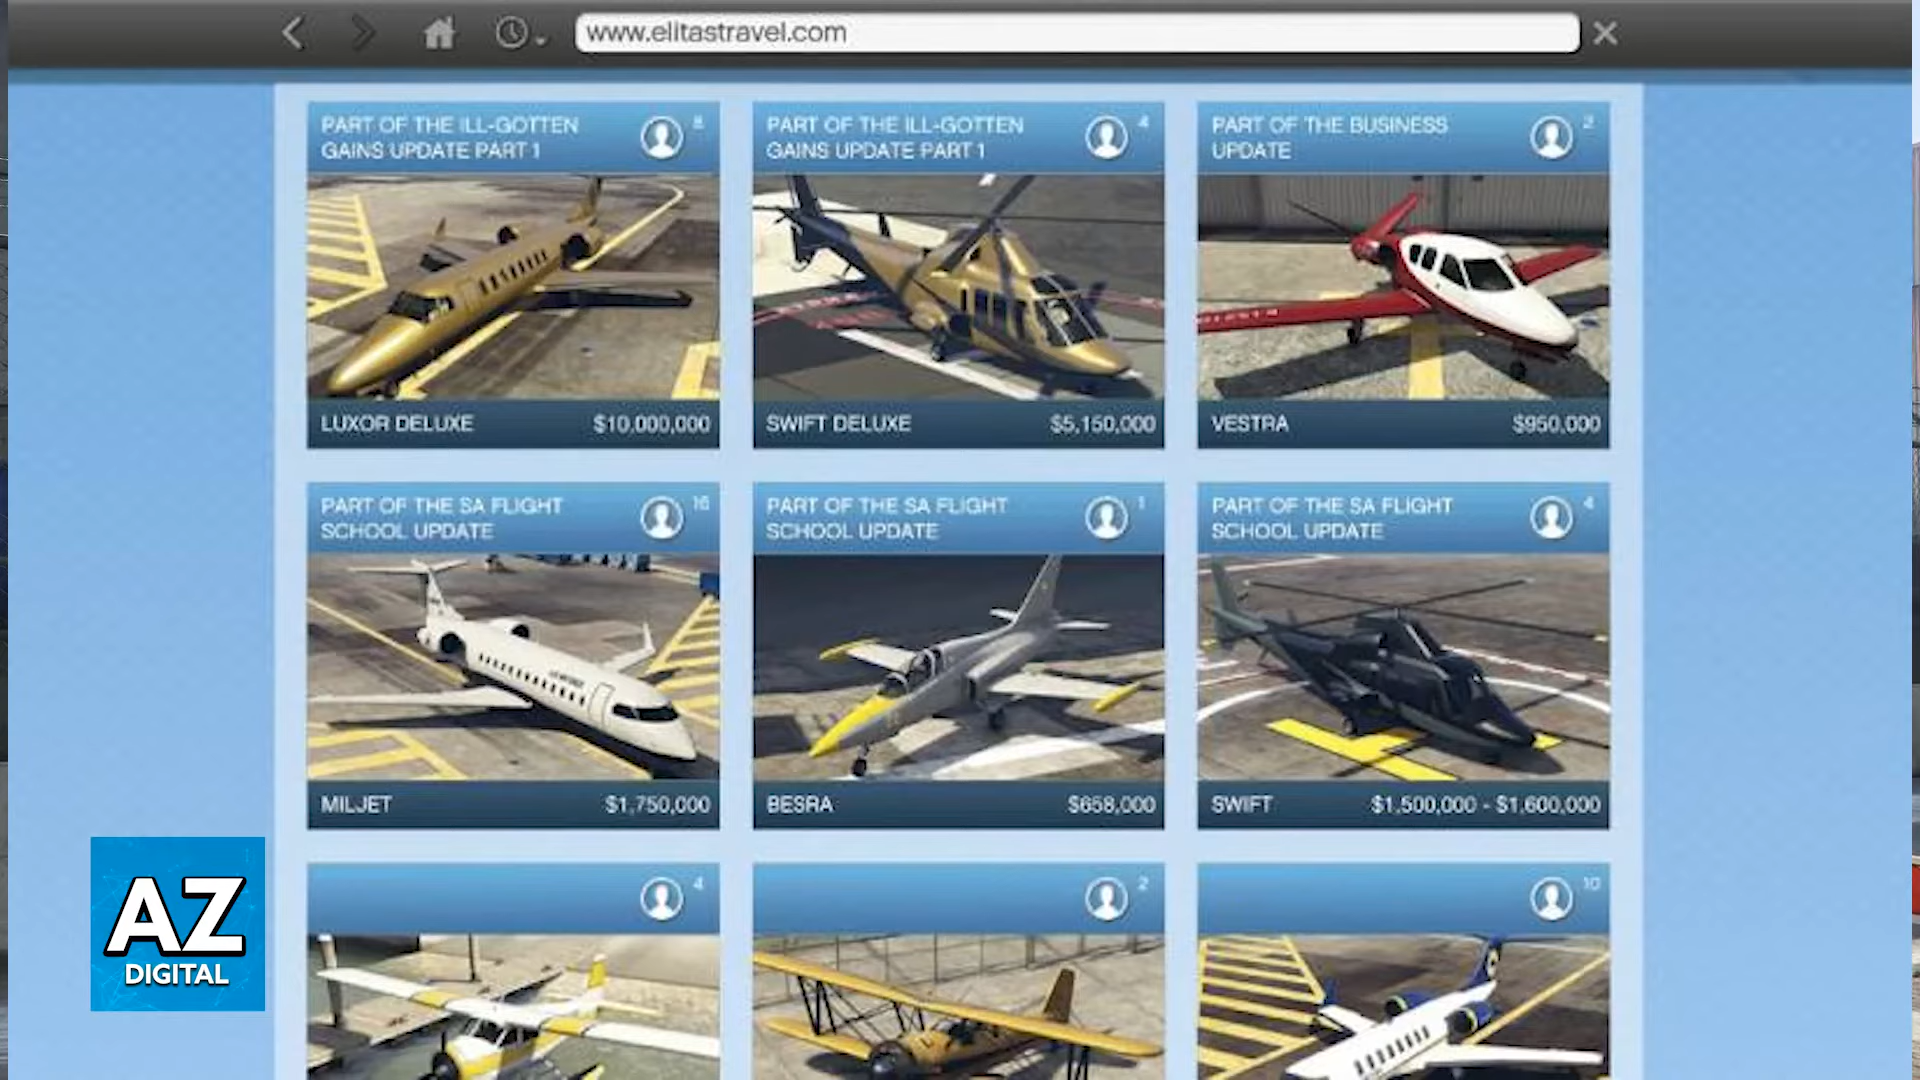 www.elitastravel.com
PART OF THE ILL-GOTTEN
GAINS UPDATE PART 1
8
PART OF THE ILL-GOTTEN
GAINS UPDATE PART 1
4
PART OF THE BUSINESS
UPDATE
2
LUXOR DELUXE $10,000,000
SWIFT DELUXE $5,150,000
VESTRA $950,000
PART OF THE SA FLIGHT
SCHOOL UPDATE
16
PART OF THE SA FLIGHT
SCHOOL UPDATE
1
PART OF THE SA FLIGHT
SCHOOL UPDATE
4
MILJET $1,750,000
BESRA $658,000
SWIFT $1,500,000 - $1,600,000
4
2
10
AZ
DIGITAL